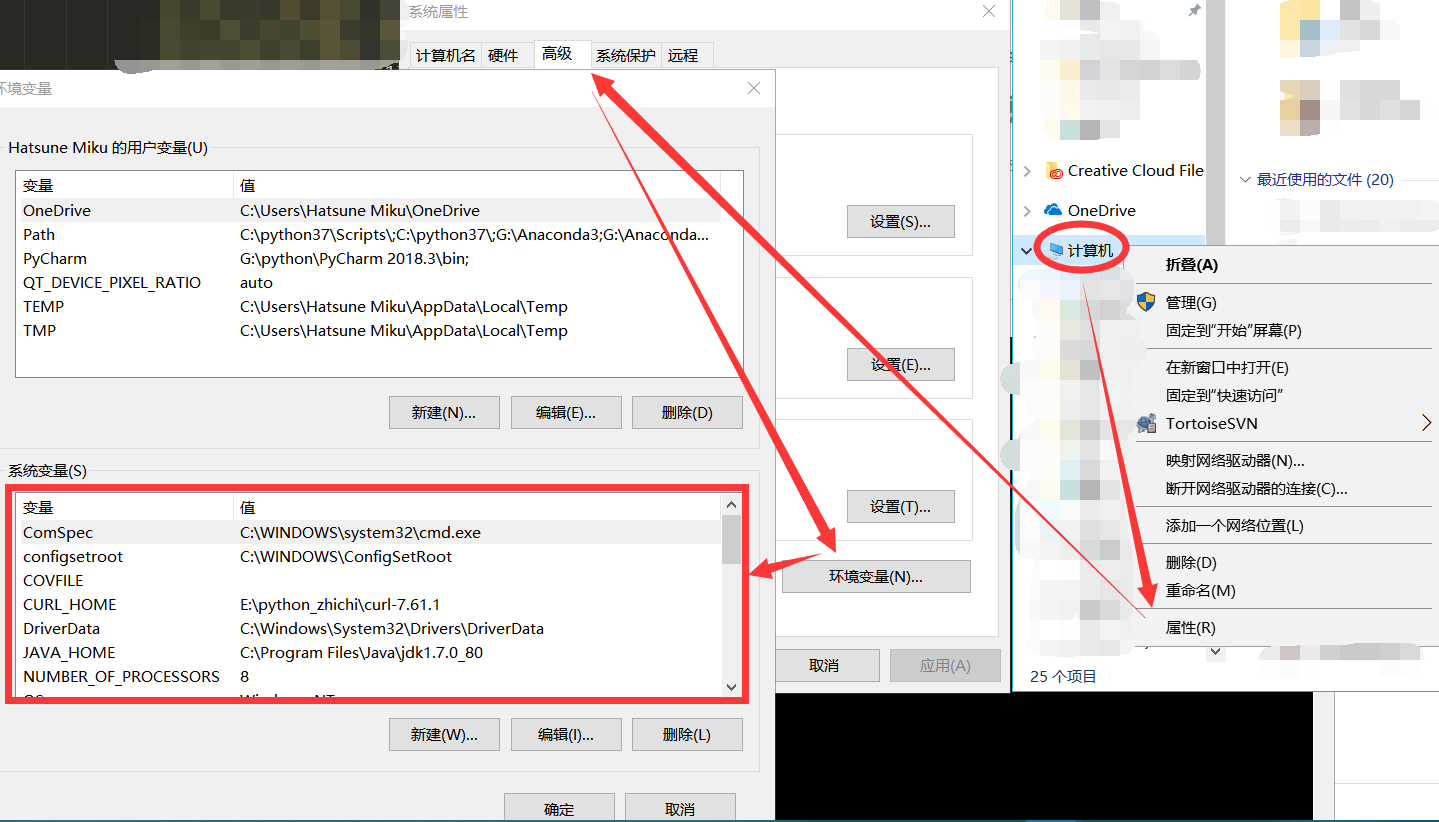 系统属性
计算机名 硬件 高级 系统保护 远程
环境变量
Hatsune Miku 的用户变量(U)
变量 值
OneDrive C:\Users\Hatsune Miku\OneDrive
Path C:\python37\Scripts\;C:\python37\;G:\Anaconda3;G:\Anaconda...
PyCharm G:\python\PyCharm 2018.3\bin;
QT_DEVICE_PIXEL_RATIO auto
TEMP C:\Users\Hatsune Miku\AppData\Local\Temp
TMP C:\Users\Hatsune Miku\AppData\Local\Temp
新建(N)... 编辑(E)... 删除(D)
系统变量(S)
变量 值
ComSpec C:\WINDOWS\system32\cmd.exe
configsetroot C:\WINDOWS\ConfigSetRoot
COVFILE
CURL_HOME E:\python_zhichi\curl-7.61.1
DriverData C:\Windows\System32\Drivers\DriverData
JAVA_HOME C:\Program Files\Java\jdk1.7.0_80
NUMBER_OF_PROCESSORS 8
新建(W)... 编辑(I)... 删除(L)
确定 取消
设置(S)...
设置(E)...
设置(T)...
环境变量(N)...
取消 应用(A)
Creative Cloud File
OneDrive
计算机
25 个项目
最近使用的文件 (20)
折叠(A)
管理(G)
固定到"开始"屏幕(P)
在新窗口中打开(E)
固定到"快速访问"
TortoiseSVN
映射网络驱动器(N)...
断开网络驱动器的连接(C)...
添加一个网络位置(L)
删除(D)
重命名(M)
属性(R)